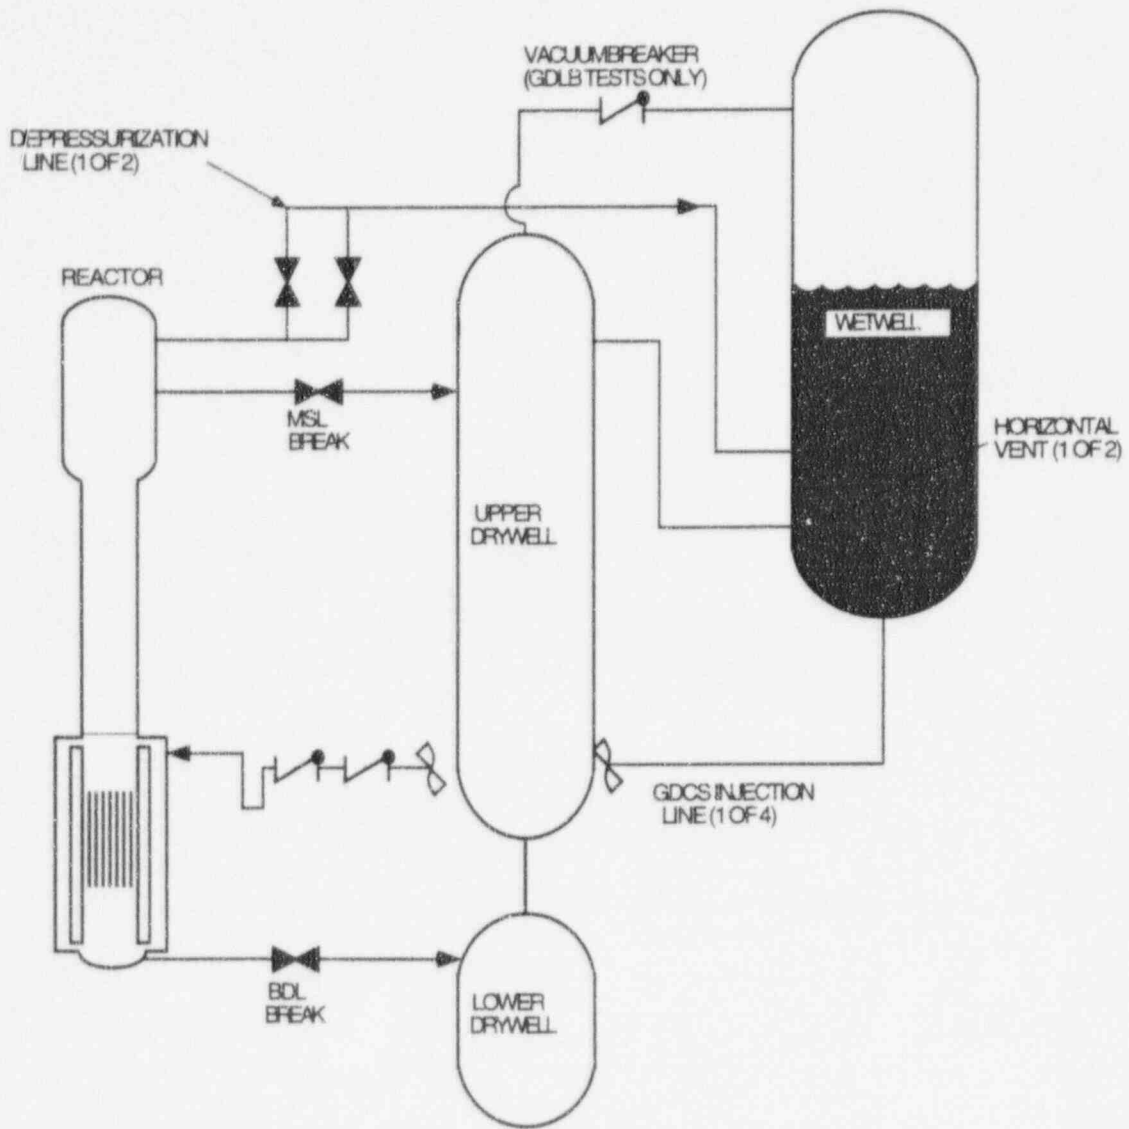 VACUUMBREAKER
(GDLB TESTS ONLY)
DEPRESSURIZATION
LINE (1 OF 2)
REACTOR
WETWELL
MSL
BREAK
HORIZONTAL
VENT (1 OF 2)
UPPER
DRYWELL
GDCS INJECTION
LINE (1 OF 4)
BDL
BREAK
LOWER
DRYWELL